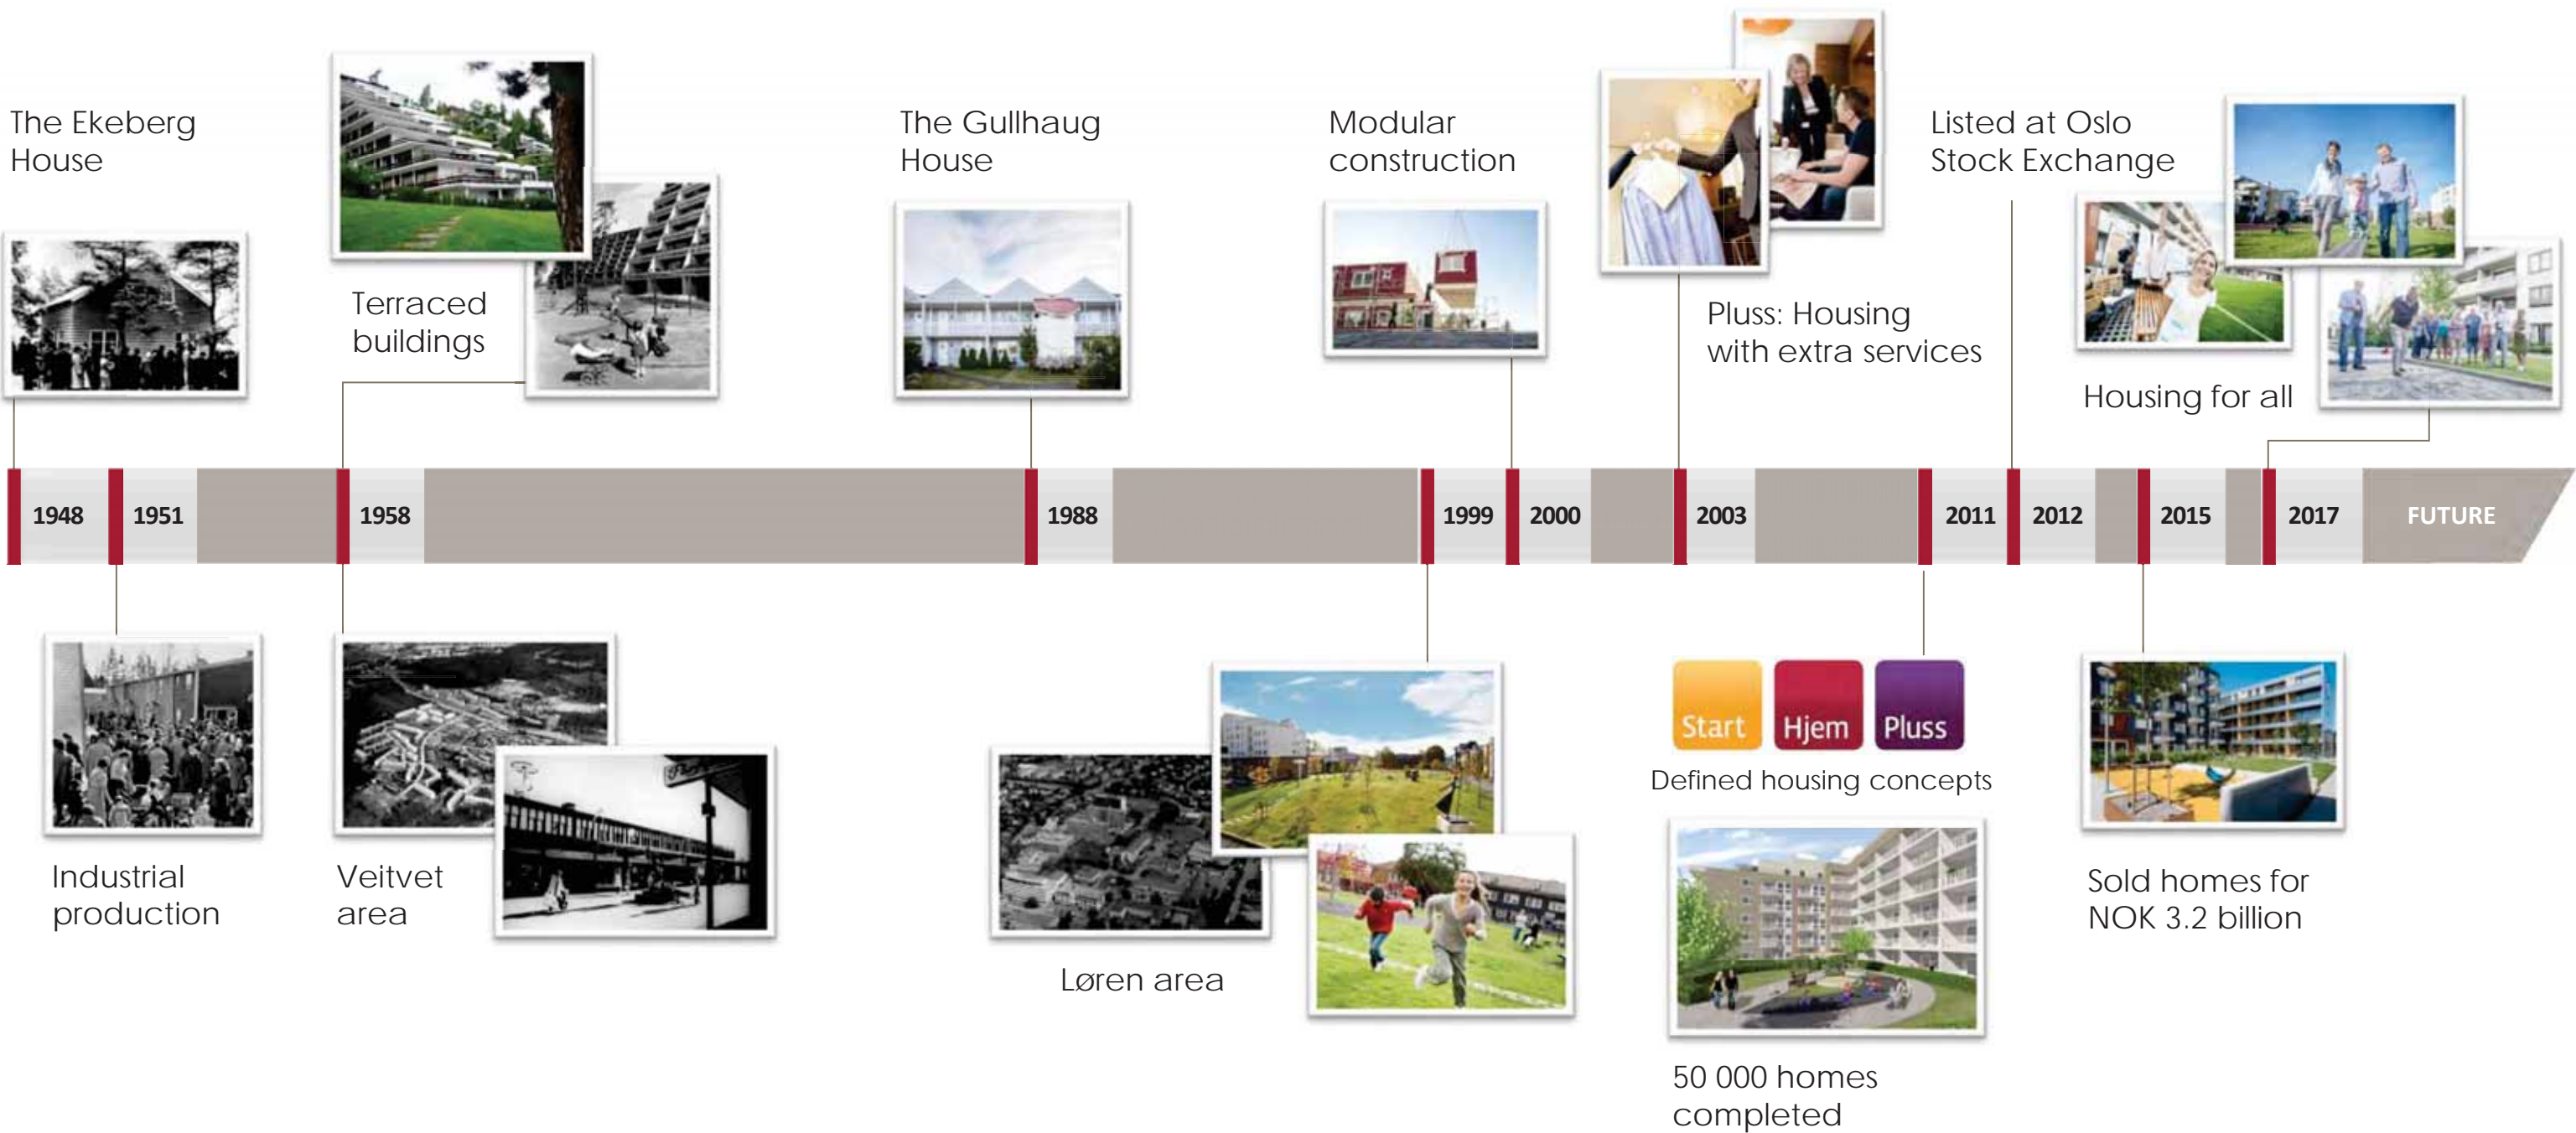 The Ekeberg
House
Terraced
buildings
The Gullhaug
House
Modular
construction
Pluss: Housing
with extra services
Listed at Oslo
Stock Exchange
Housing for all
1948
1951
1958
1988
1999
2000
2003
2011
2012
2015
2017
FUTURE
Industrial
production
Veitvet
area
Løren area
Start
Hjem
Pluss
Defined housing concepts
50 000 homes
completed
Sold homes for
NOK 3.2 billion